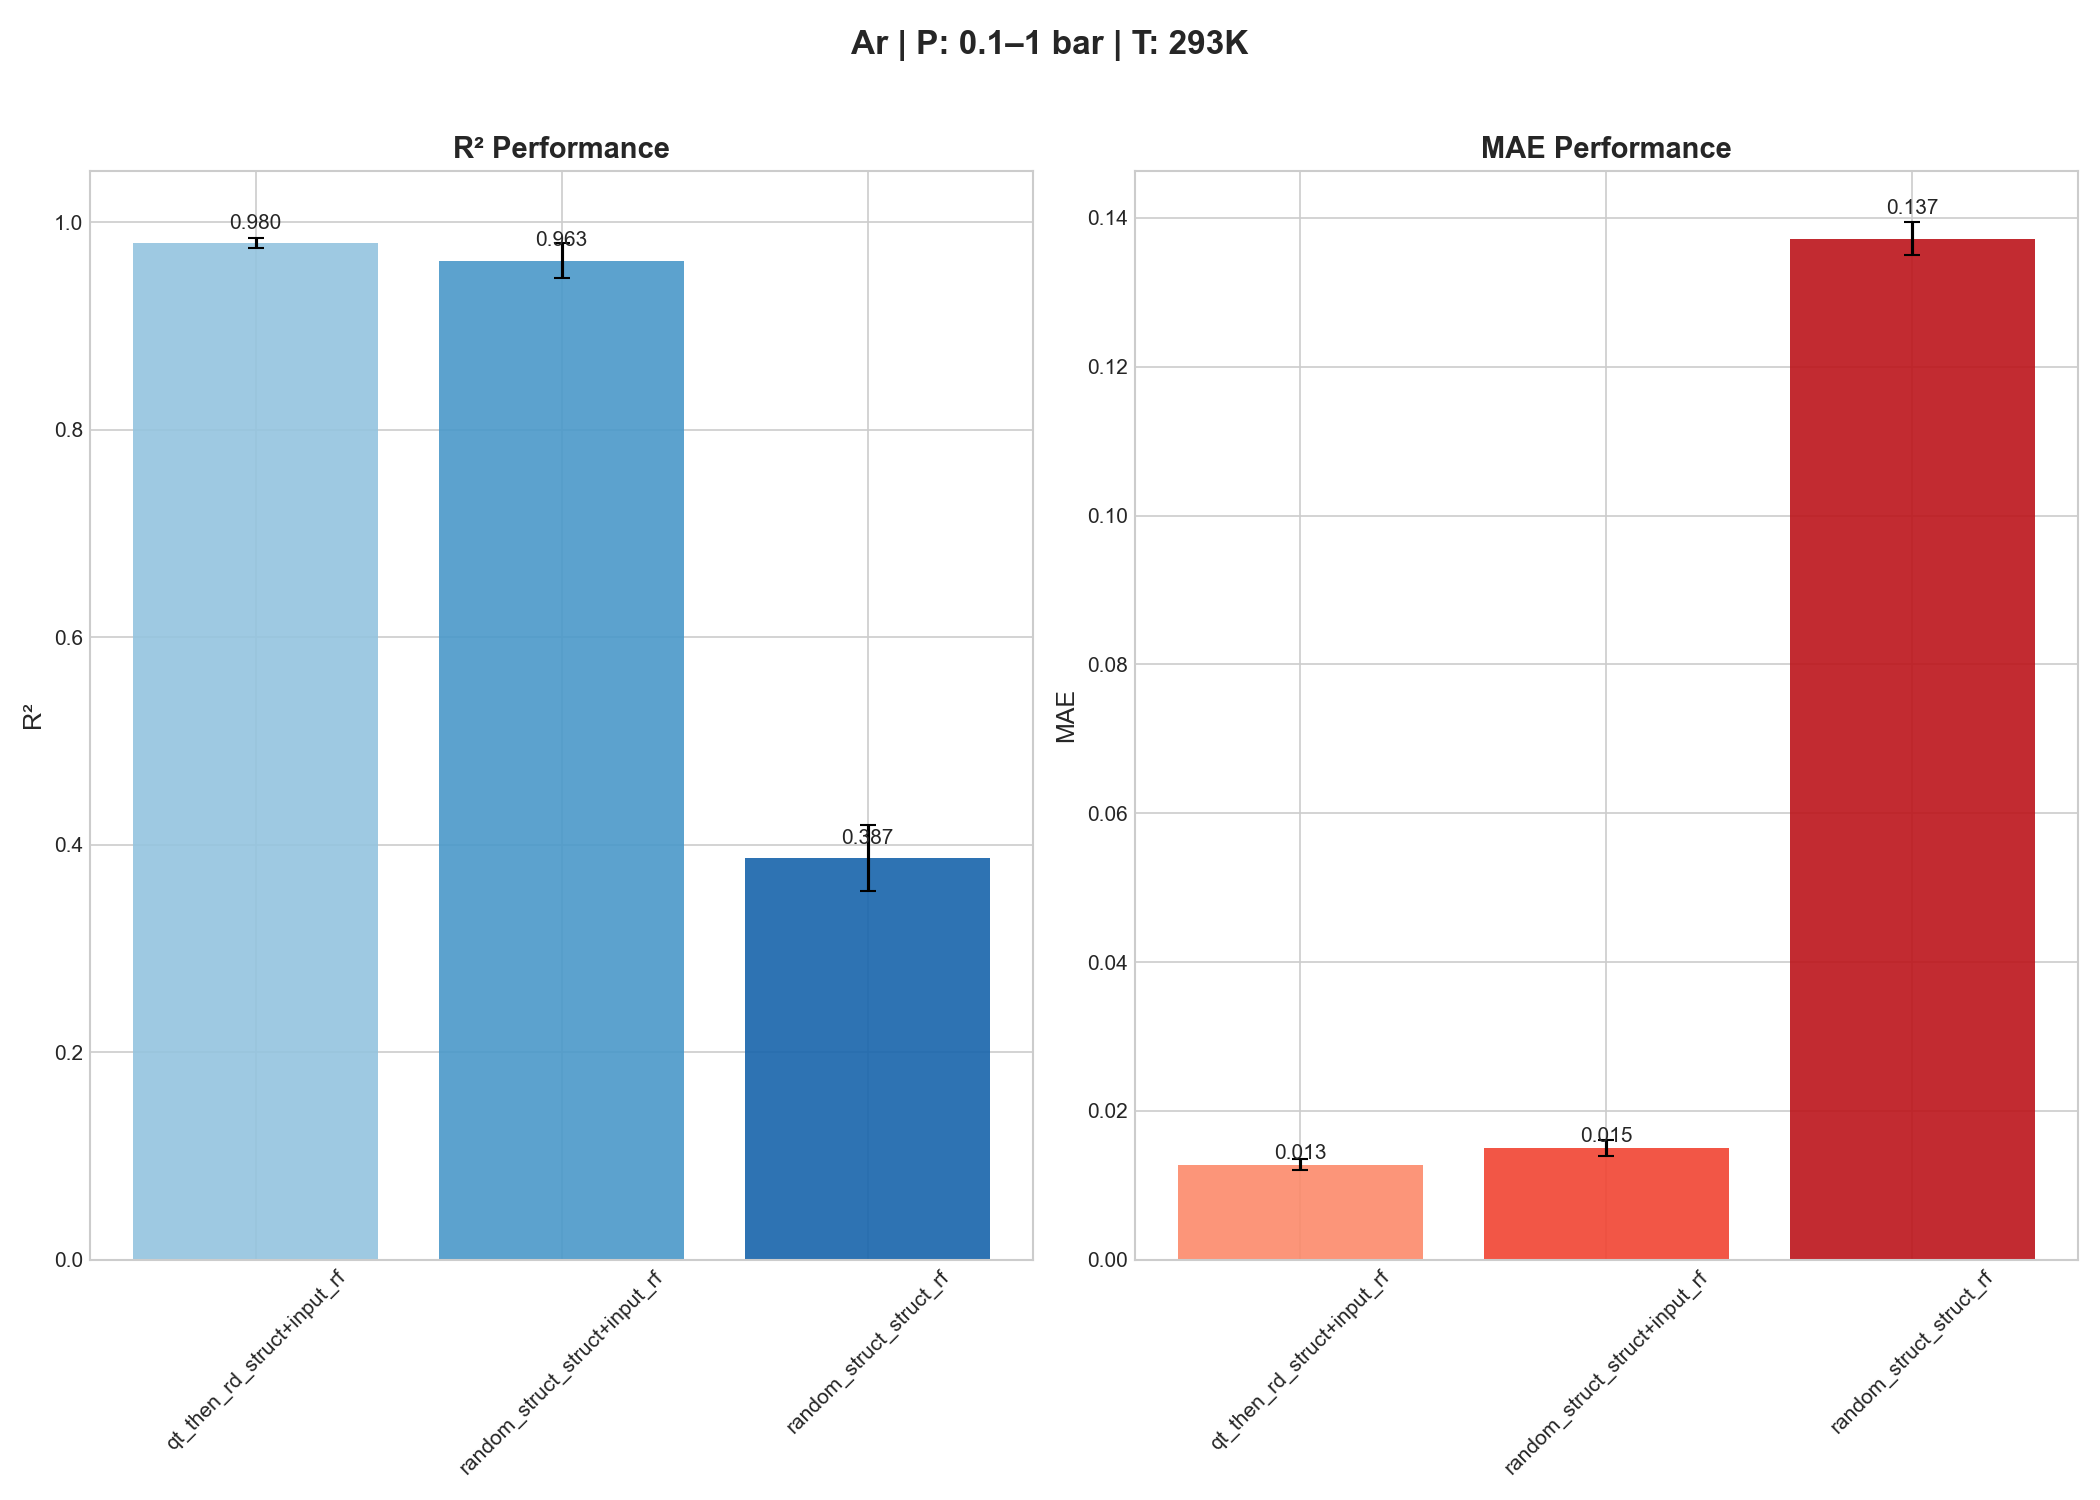 Ar | P: 0.1–1 bar | T: 293K
R² Performance
R²
1.0
0.8
0.6
0.4
0.2
0.0
0.980
0.963
0.387
qt_then_rd_struct+input_rf
random_struct_struct+input_rf
random_struct_struct_rf
MAE Performance
MAE
0.14
0.12
0.10
0.08
0.06
0.04
0.02
0.00
0.013
0.015
0.137
qt_then_rd_struct+input_rf
random_struct_struct+input_rf
random_struct_struct_rf